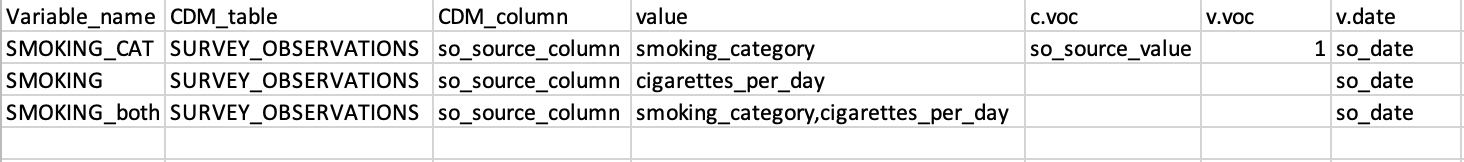 Variable_name CDM_table CDM_column value c.voc v.voc v.date
SMOKING_CAT SURVEY_OBSERVATIONS so_source_column smoking_category so_source_value 1 so_date
SMOKING SURVEY_OBSERVATIONS so_source_column cigarettes_per_day so_date
SMOKING_both SURVEY_OBSERVATIONS so_source_column smoking_category,cigarettes_per_day so_date